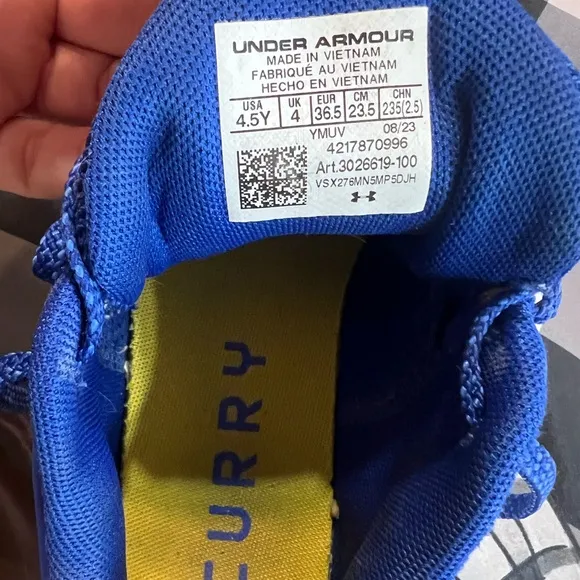 UNDER ARMOUR
MADE IN VIETNAM
FABRIQUÉ AU VIETNAM
HECHO EN VIETNAM
USA UK EUR CM CHN
4.5Y 4 36.5 23.5 235(2.5)
YMUV 08/23
4217870996
Art.3026619-100
VSX276MN5MP5DJH
CURRY